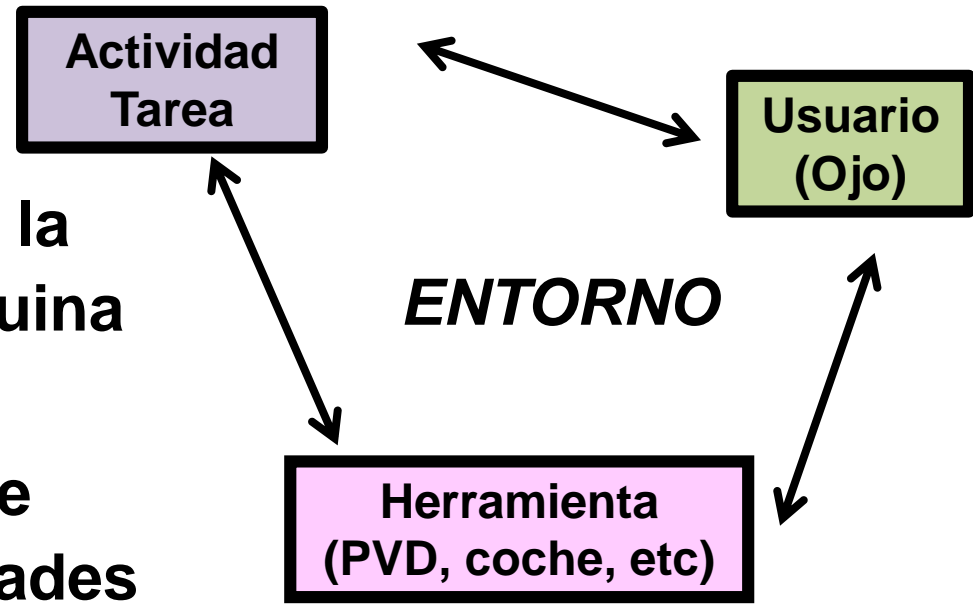 Actividad
Tarea
Usuario
(Ojo)
la
uina
ENTORNO
e
ades
Herramienta
(PVD, coche, etc)